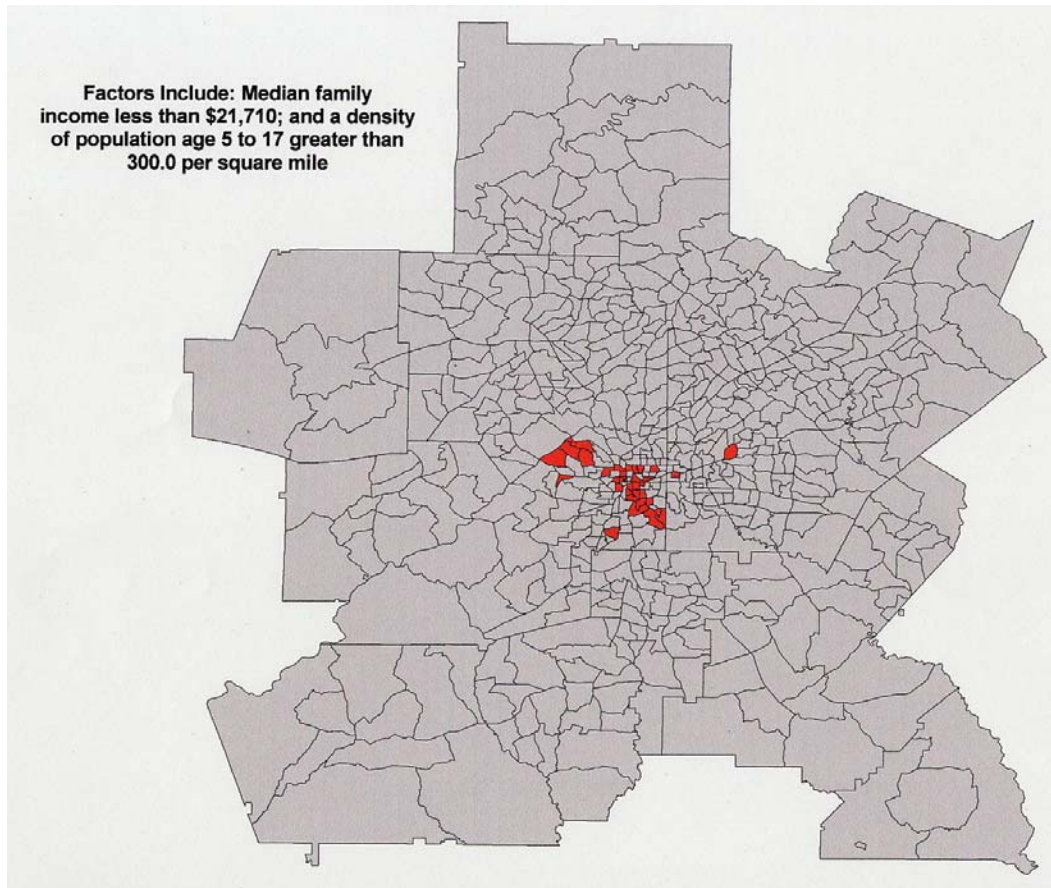 Factors Include: Median family
income less than $21,710; and a density
of population age 5 to 17 greater than
300.0 per square mile